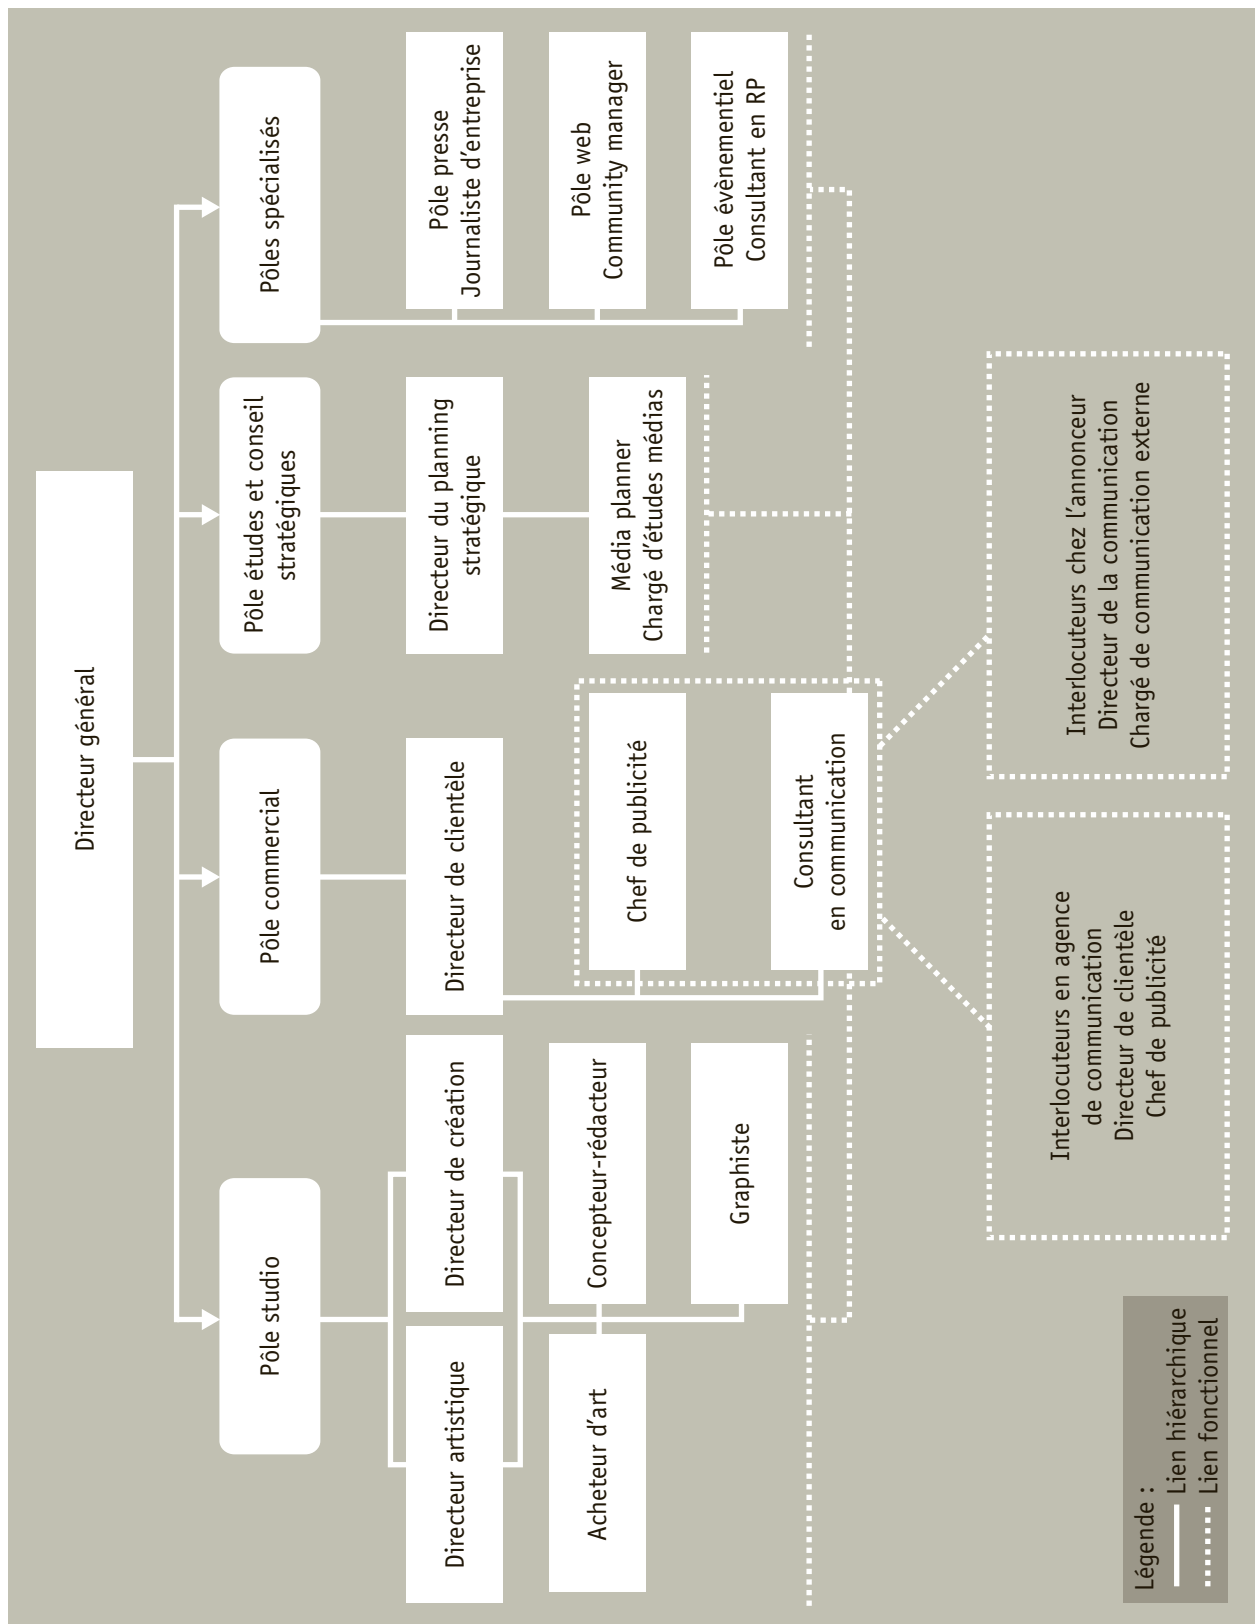 Directeur général
Pôle studio
Pôle commercial
Pôle études et conseil
stratégiques
Pôles spécialisés
Directeur artistique
Directeur de création
Directeur de clientèle
Directeur du planning
stratégique
Pôle presse
Journaliste d'entreprise
Acheteur d'art
Concepteur-rédacteur
Chef de publicité
Média planner
Chargé d'études médias
Pôle web
Community manager
Graphiste
Consultant
en communication
Pôle évènementiel
Consultant en RP
Interlocuteurs en agence
de communication
Directeur de clientèle
Chef de publicité
Interlocuteurs chez l'annonceur
Directeur de la communication
Chargé de communication externe
Légende :
Lien hiérarchique
Lien fonctionnel